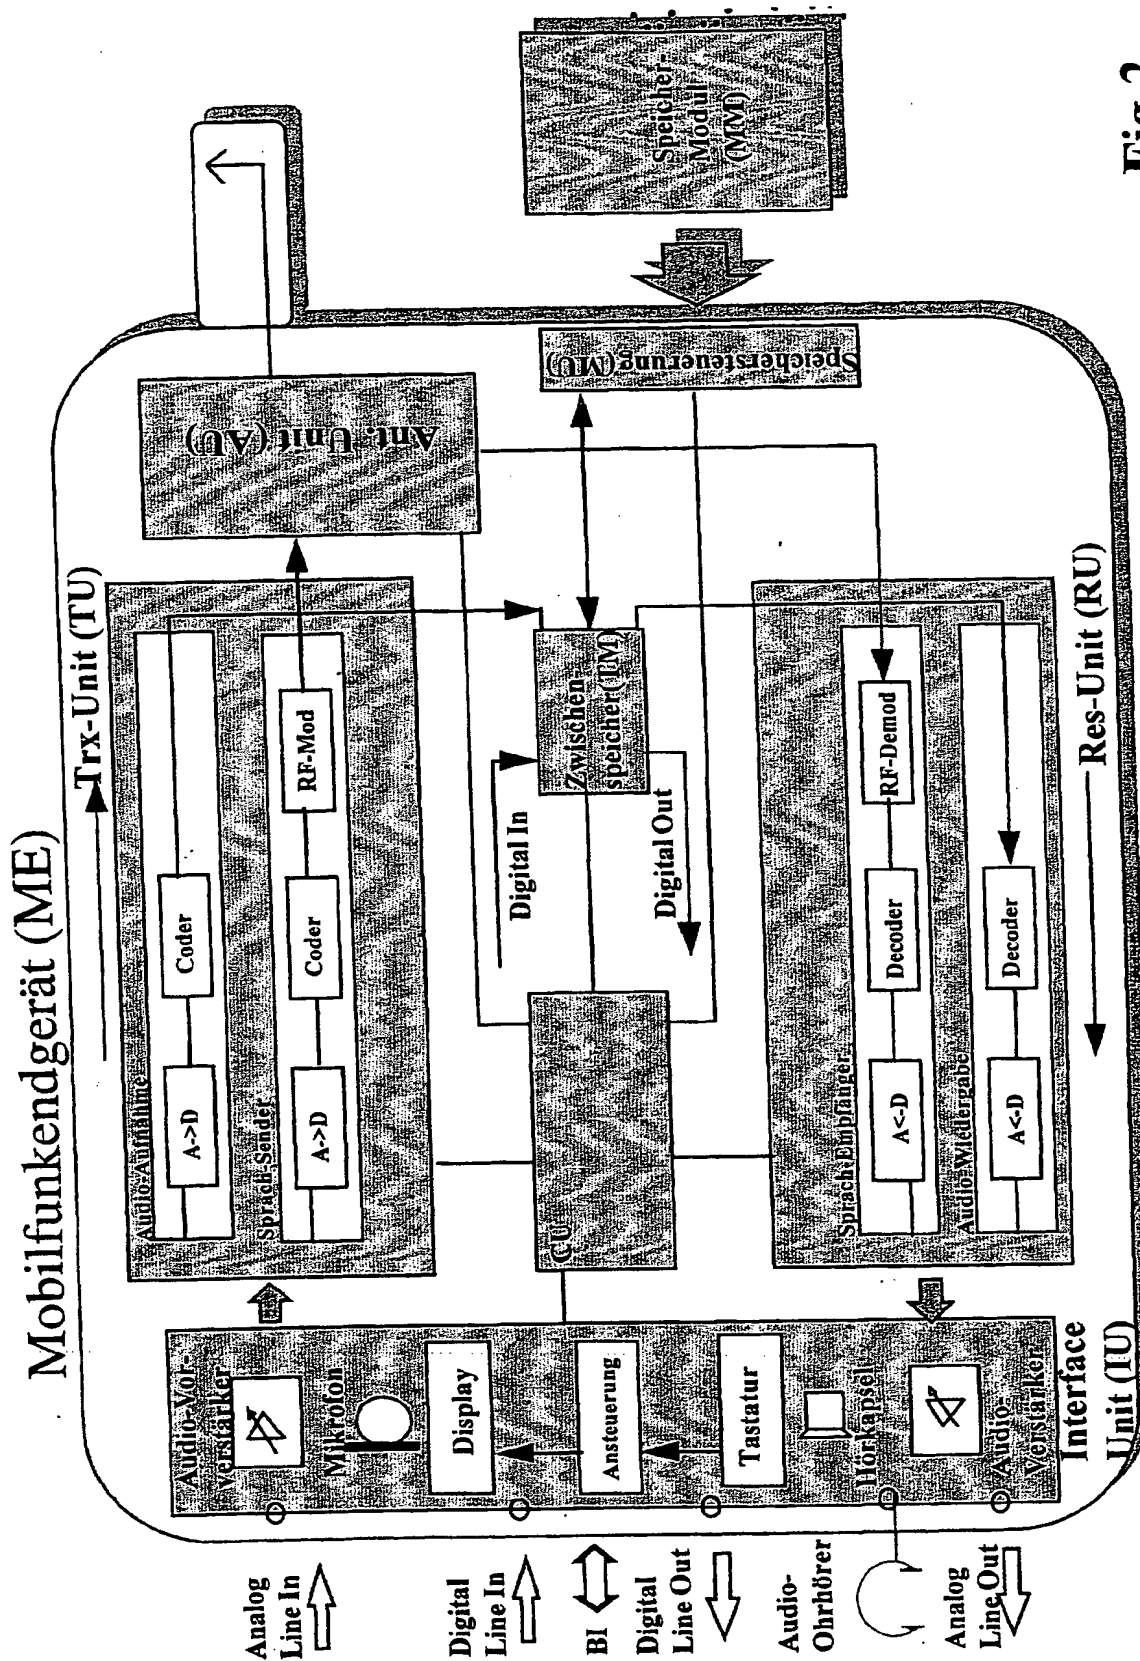 Mobilfunkendgerät (ME)
Trx-Unit (TU)
Audio-Aufnahme
A->D
Coder
Sprach-Sender
A->D
Coder
RF-Mod
Ant. Unit (AU)
Speicher-
Modul
(MM)
Speichersteuerung (MU)
Digital In
Zwischen-
speicher(TM)
Digital Out
CU
Sprach-Empfänger
A<-D
Decoder
RF-Demod
Audio-Wiedergabe
A<-D
Decoder
Res-Unit (RU)
Audio-Vor-
verstärker
Mikrofon
Display
Ansteuerung
Tastatur
Hörkapsel
Audio-
Verstärker
Interface
Unit (IU)
Analog
Line In
Digital
Line In
BI
Digital
Line Out
Audio-
Ohrhörer
Analog
Line Out